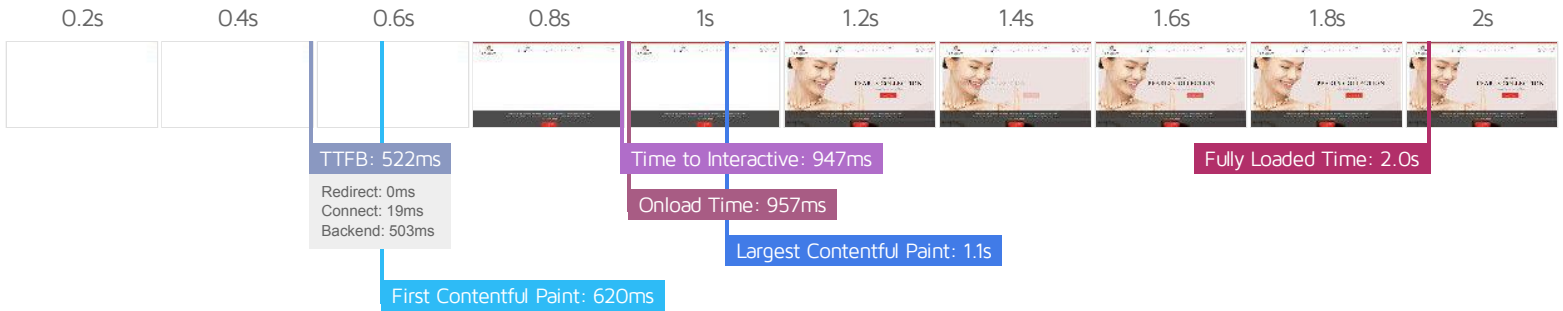 0.2s
0.4s
0.6s
0.8s
1s
1.2s
1.4s
1.6s
1.8s
2s
TTFB: 522ms
Redirect: 0ms
Connect: 19ms
Backend: 503ms
Time to Interactive: 947ms
Fully Loaded Time: 2.0s
Onload Time: 957ms
Largest Contentful Paint: 1.1s
First Contentful Paint: 620ms